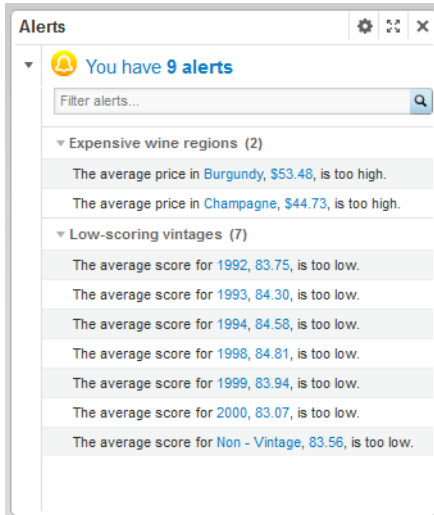 Alerts
You have 9 alerts
Filter alerts...
Expensive wine regions (2)
The average price in Burgundy, $53.48, is too high.
The average price in Champagne, $44.73, is too high.
Low-scoring vintages (7)
The average score for 1992, 83.75, is too low.
The average score for 1993, 84.30, is too low.
The average score for 1994, 84.58, is too low.
The average score for 1998, 84.81, is too low.
The average score for 1999, 83.94, is too low.
The average score for 2000, 83.07, is too low.
The average score for Non - Vintage, 83.56, is too low.